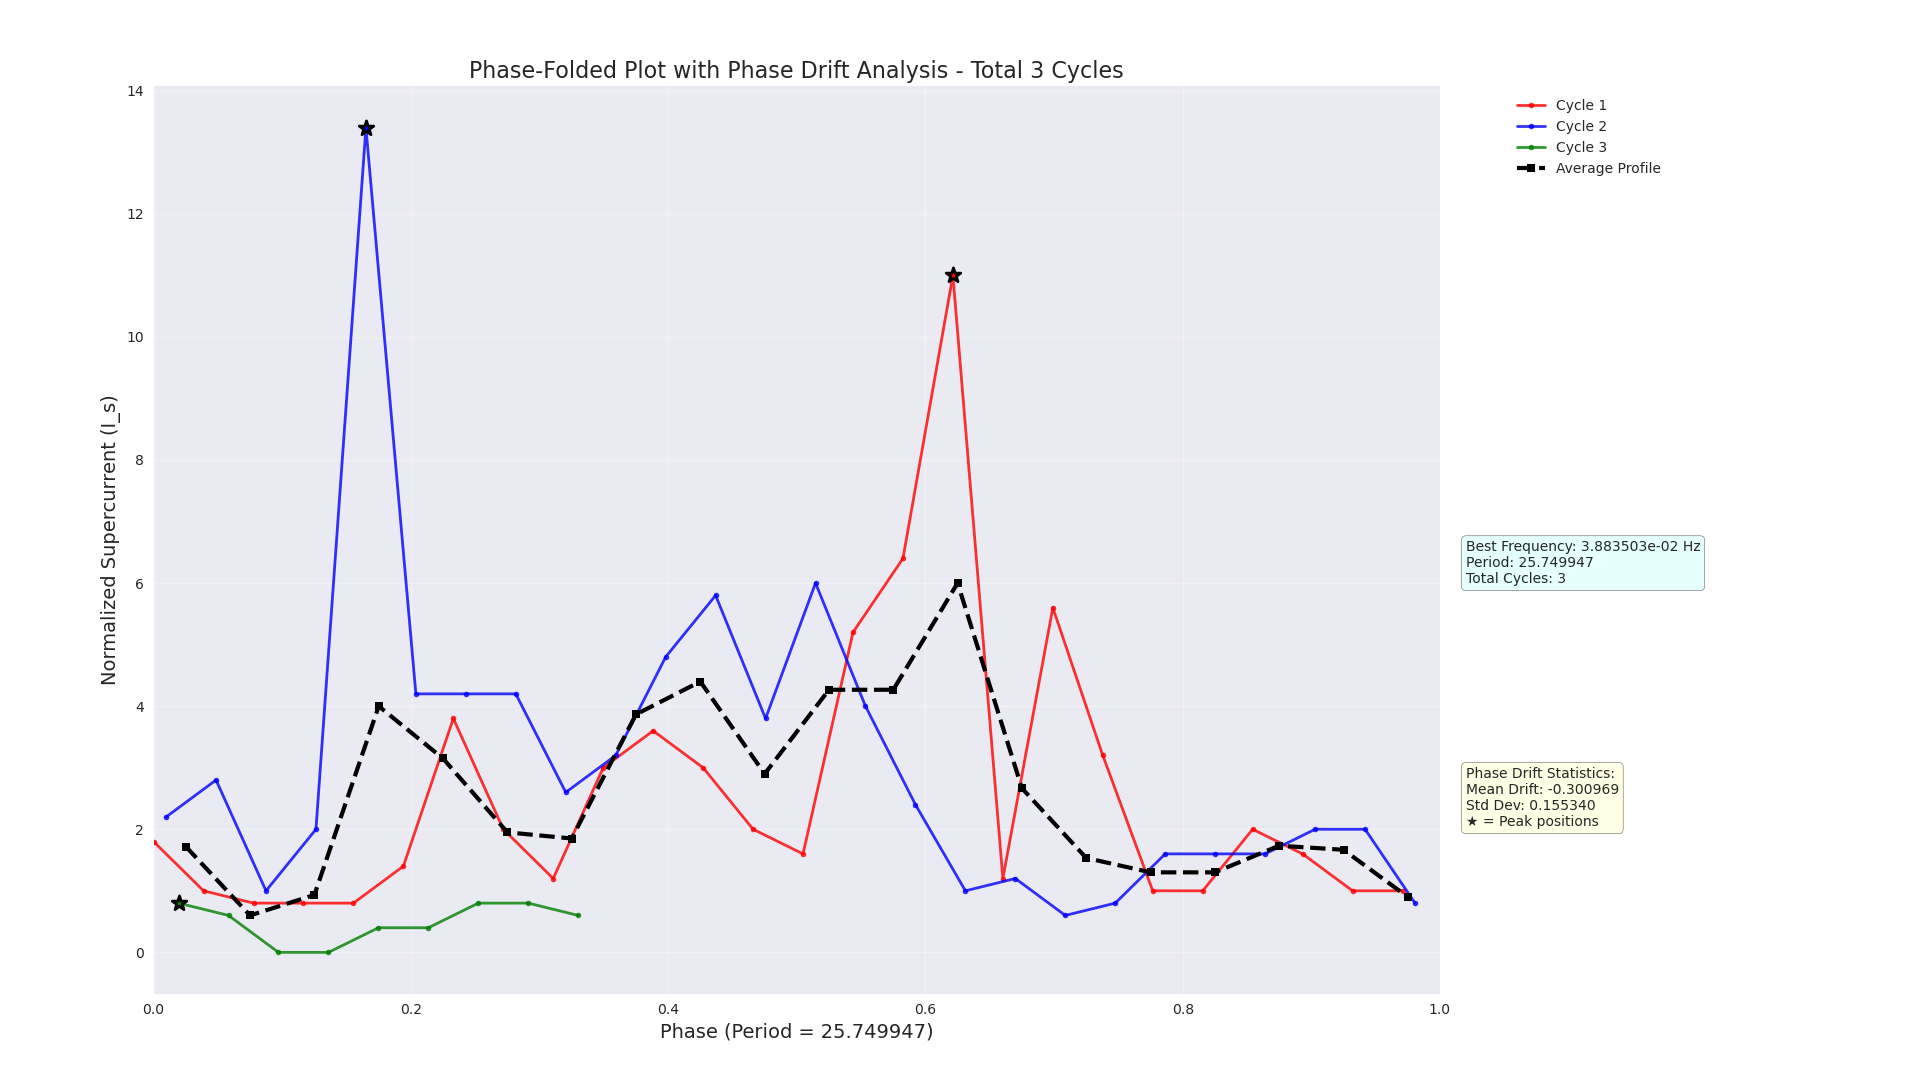 Phase-Folded Plot with Phase Drift Analysis - Total 3 Cycles
14
12
10
8
6
4
2
0
Normalized Supercurrent (I_s)
0.0
0.2
0.4
0.6
0.8
1.0
Phase (Period = 25.749947)
Cycle 1
Cycle 2
Cycle 3
Average Profile
Best Frequency: 3.883503e-02 Hz
Period: 25.749947
Total Cycles: 3
Phase Drift Statistics:
Mean Drift: -0.300969
Std Dev: 0.155340
★ = Peak positions